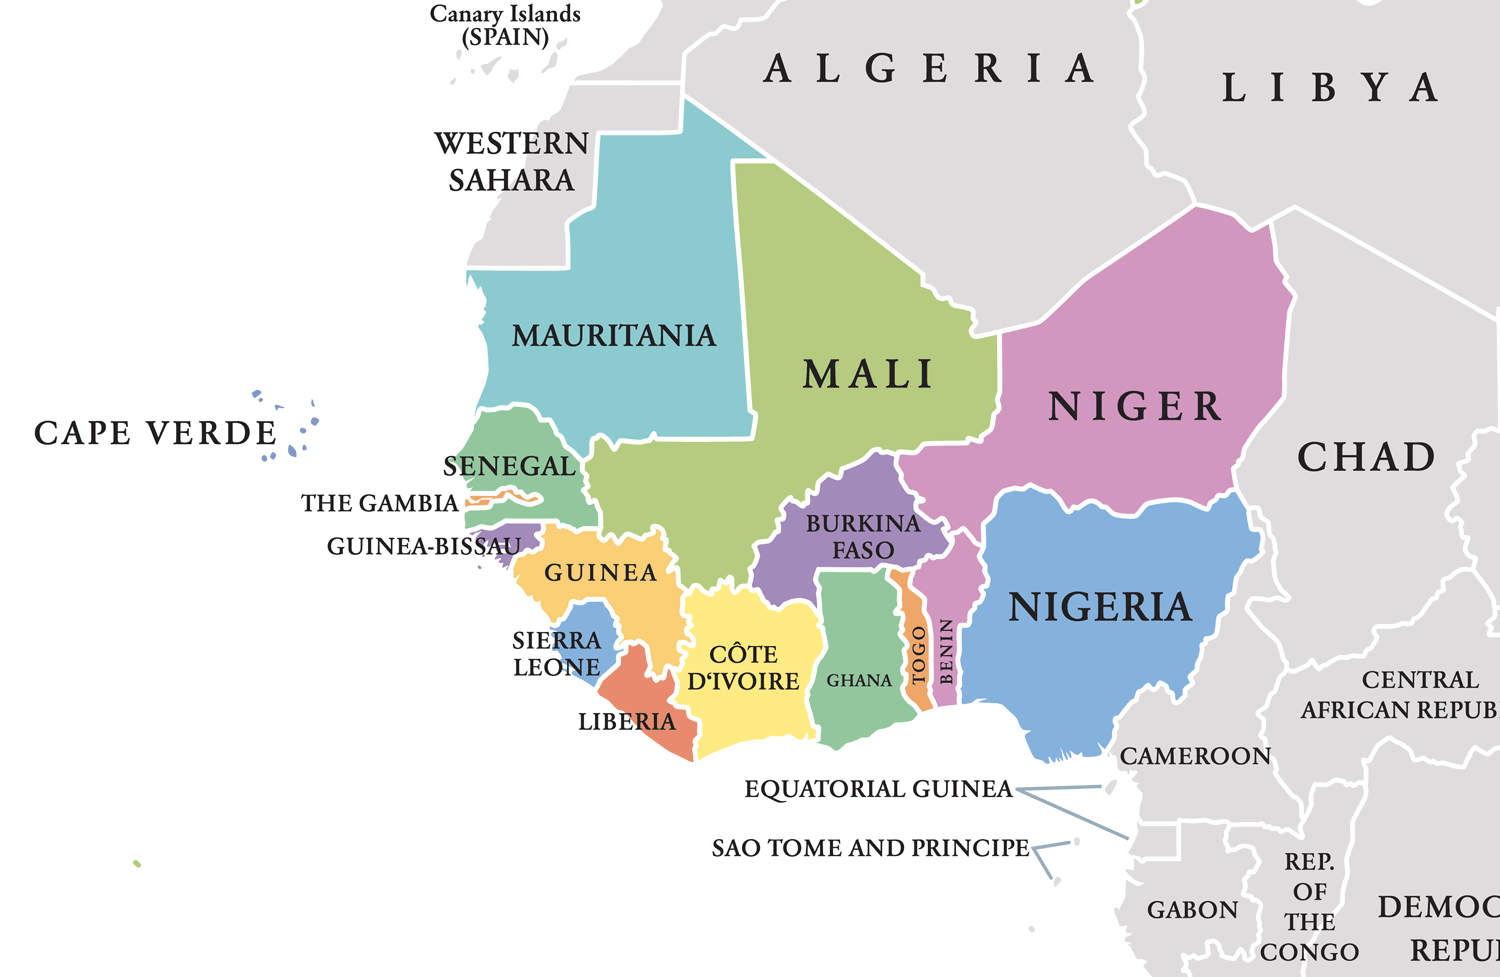 Canary Islands
(SPAIN)
ALGERIA
LIBYA
WESTERN
SAHARA
MAURITANIA
MALI
NIGER
CAPE VERDE
CHAD
SENEGAL
THE GAMBIA
GUINEA-BISSAU
BURKINA
FASO
GUINEA
NIGERIA
SIERRA
LEONE
CÔTE
D‘IVOIRE
GHANA
TOGO
BENIN
LIBERIA
CENTRAL
AFRICAN REPUB
CAMEROON
EQUATORIAL GUINEA
SAO TOME AND PRINCIPE
REP.
OF
THE
CONGO
GABON
DEMOC
REPU